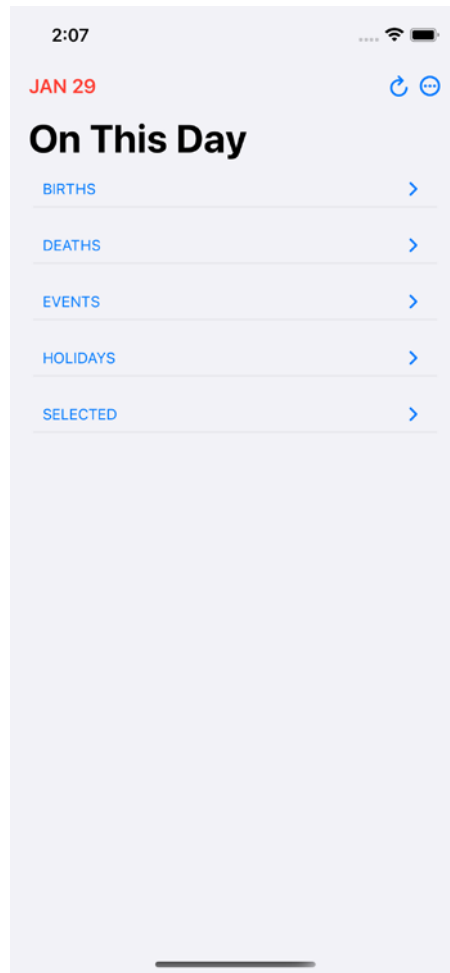 2:07
JAN 29
On This Day
BIRTHS
DEATHS
EVENTS
HOLIDAYS
SELECTED